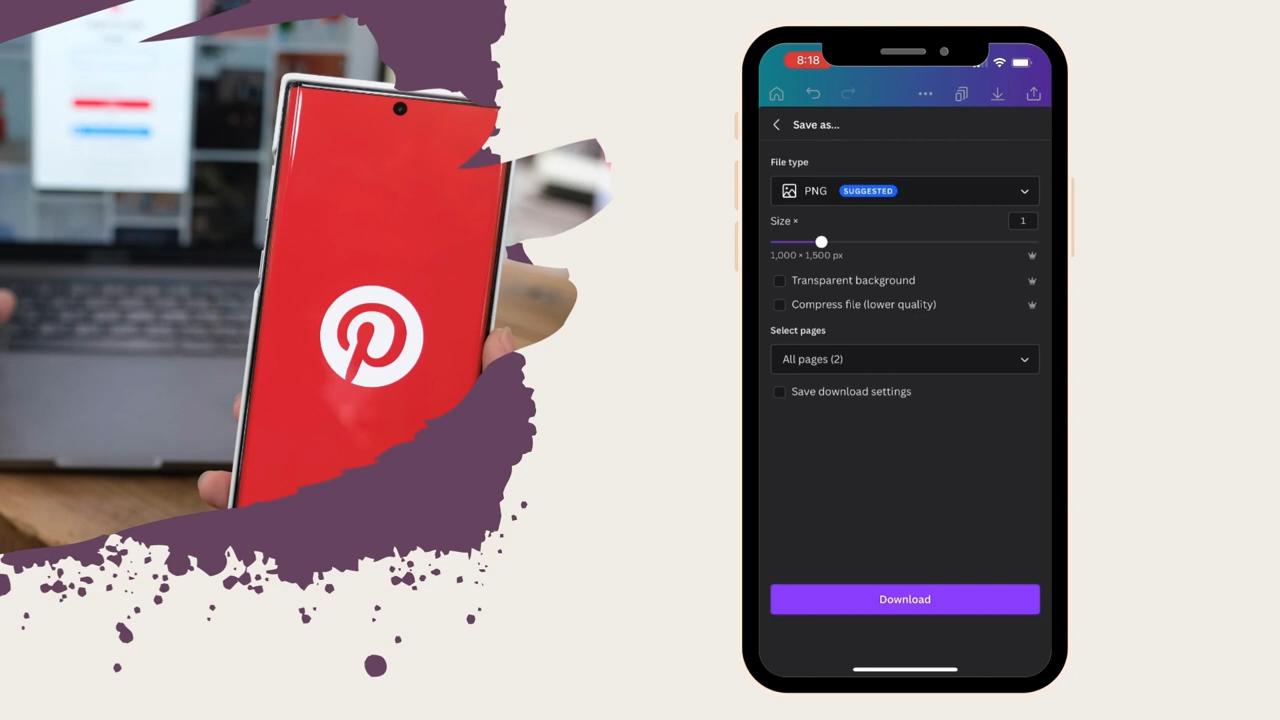 8:18
Save as...
File type
PNG SUGGESTED
Size × 1
1,000 × 1,500 px
Transparent background
Compress file (lower quality)
Select pages
All pages (2)
Save download settings
Download